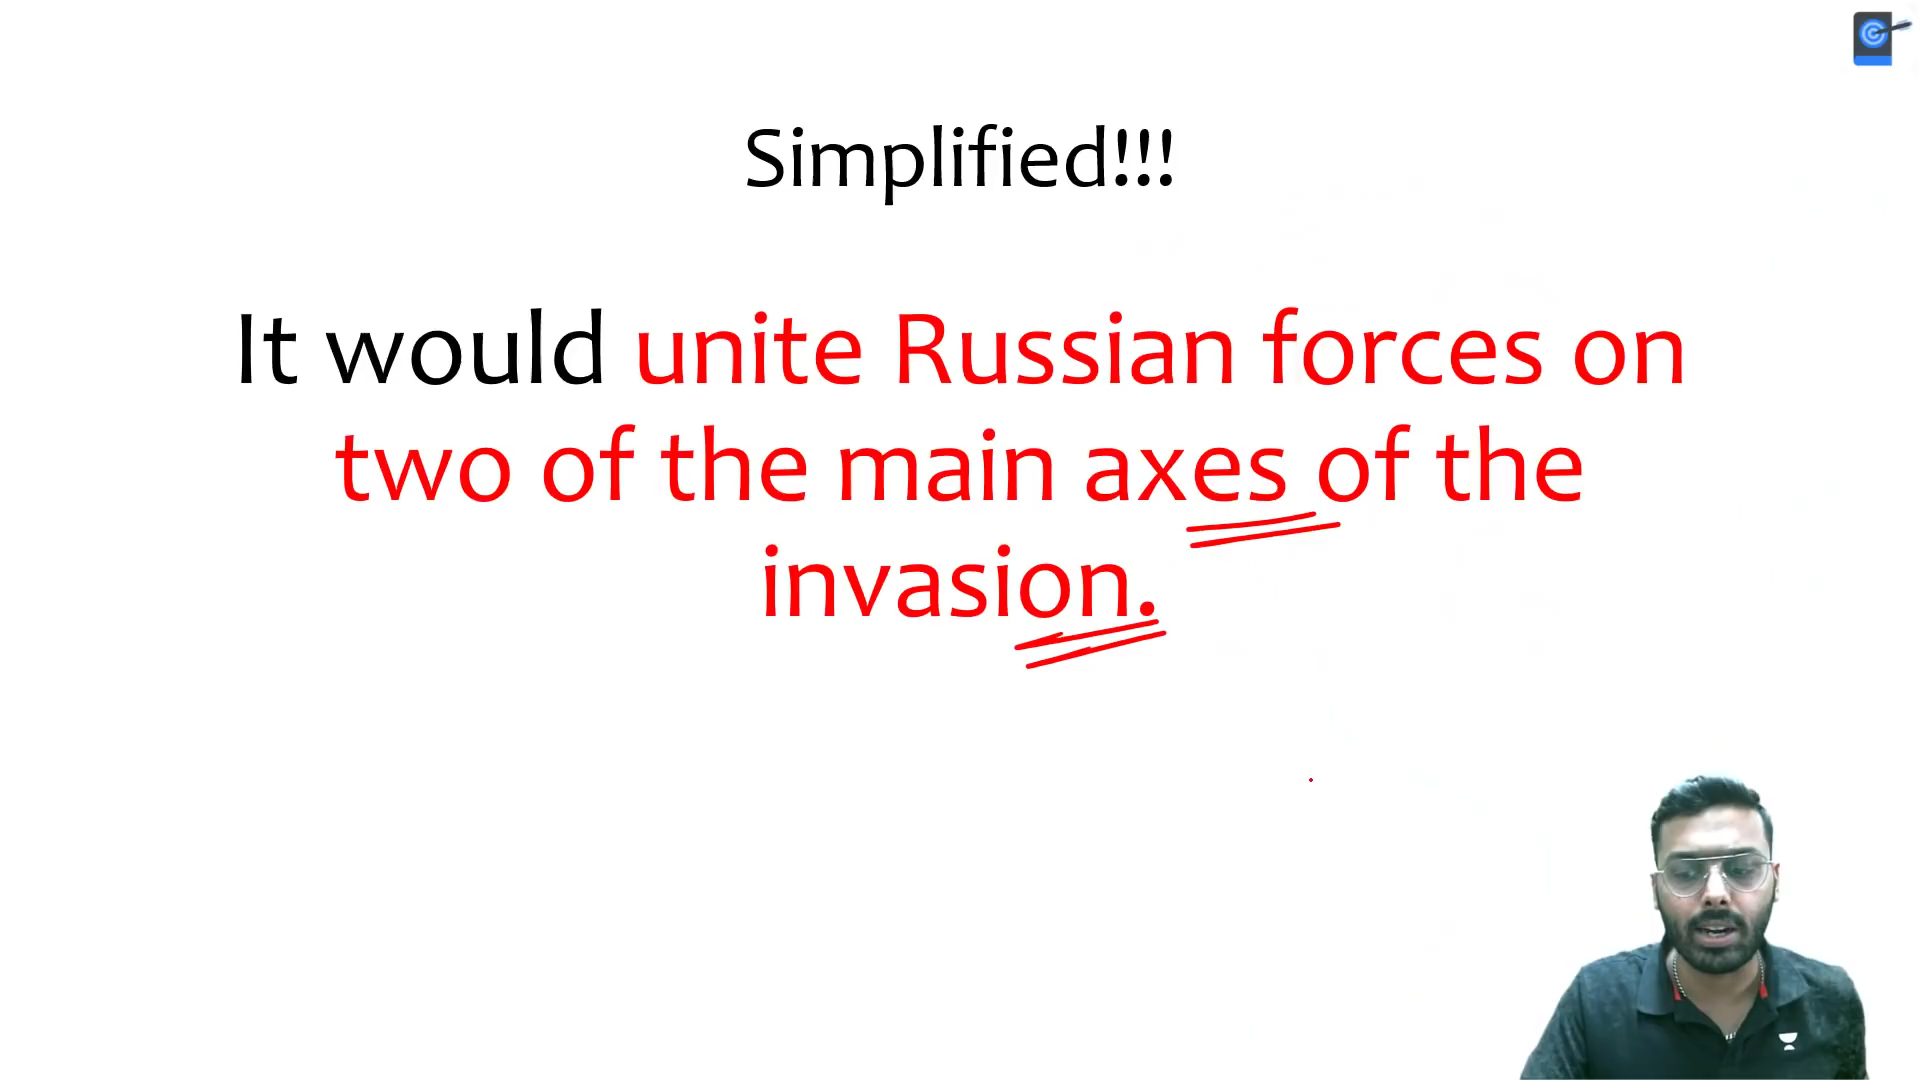 Simplified!!!
It would unite Russian forces on
two of the main axes of the
invasion.